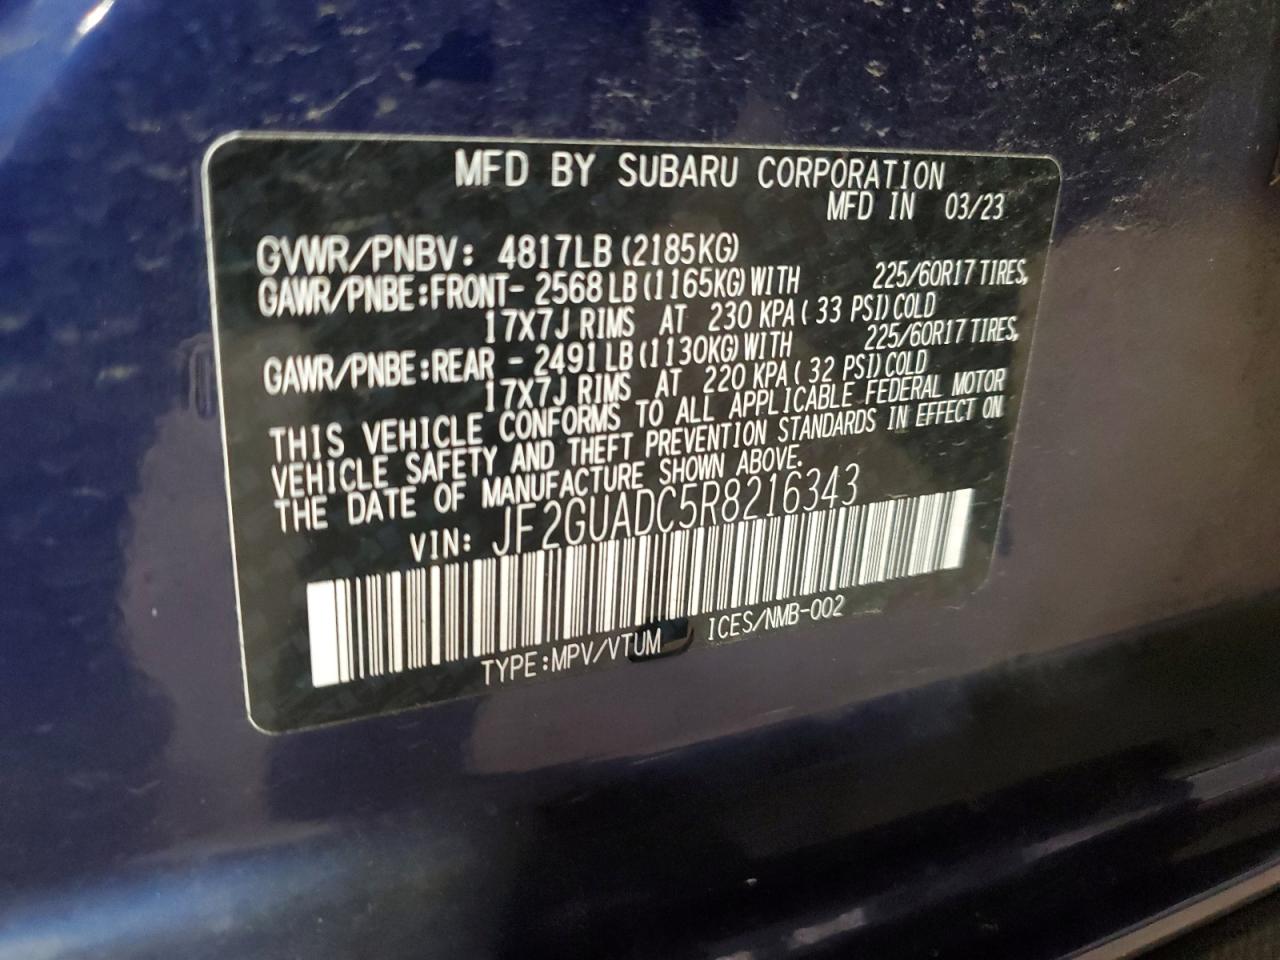 MFD BY SUBARU CORPORATION
MFD IN 03/23
GVWR/PNBV: 4817LB (2185KG)
GAWR/PNBE:FRONT- 2568 LB (1165KG) WITH 225/60R17 TIRES,
17X7J RIMS AT 230 KPA ( 33 PSI) COLD
GAWR/PNBE:REAR - 2491 LB (1130KG) WITH 225/60R17 TIRES,
17X7J RIMS AT 220 KPA ( 32 PSI) COLD
THIS VEHICLE CONFORMS TO ALL APPLICABLE FEDERAL MOTOR
VEHICLE SAFETY AND THEFT PREVENTION STANDARDS IN EFFECT ON
THE DATE OF MANUFACTURE SHOWN ABOVE.
VIN: JF2GUADC5R8216343
TYPE:MPV/VTUM ICES/NMB-002